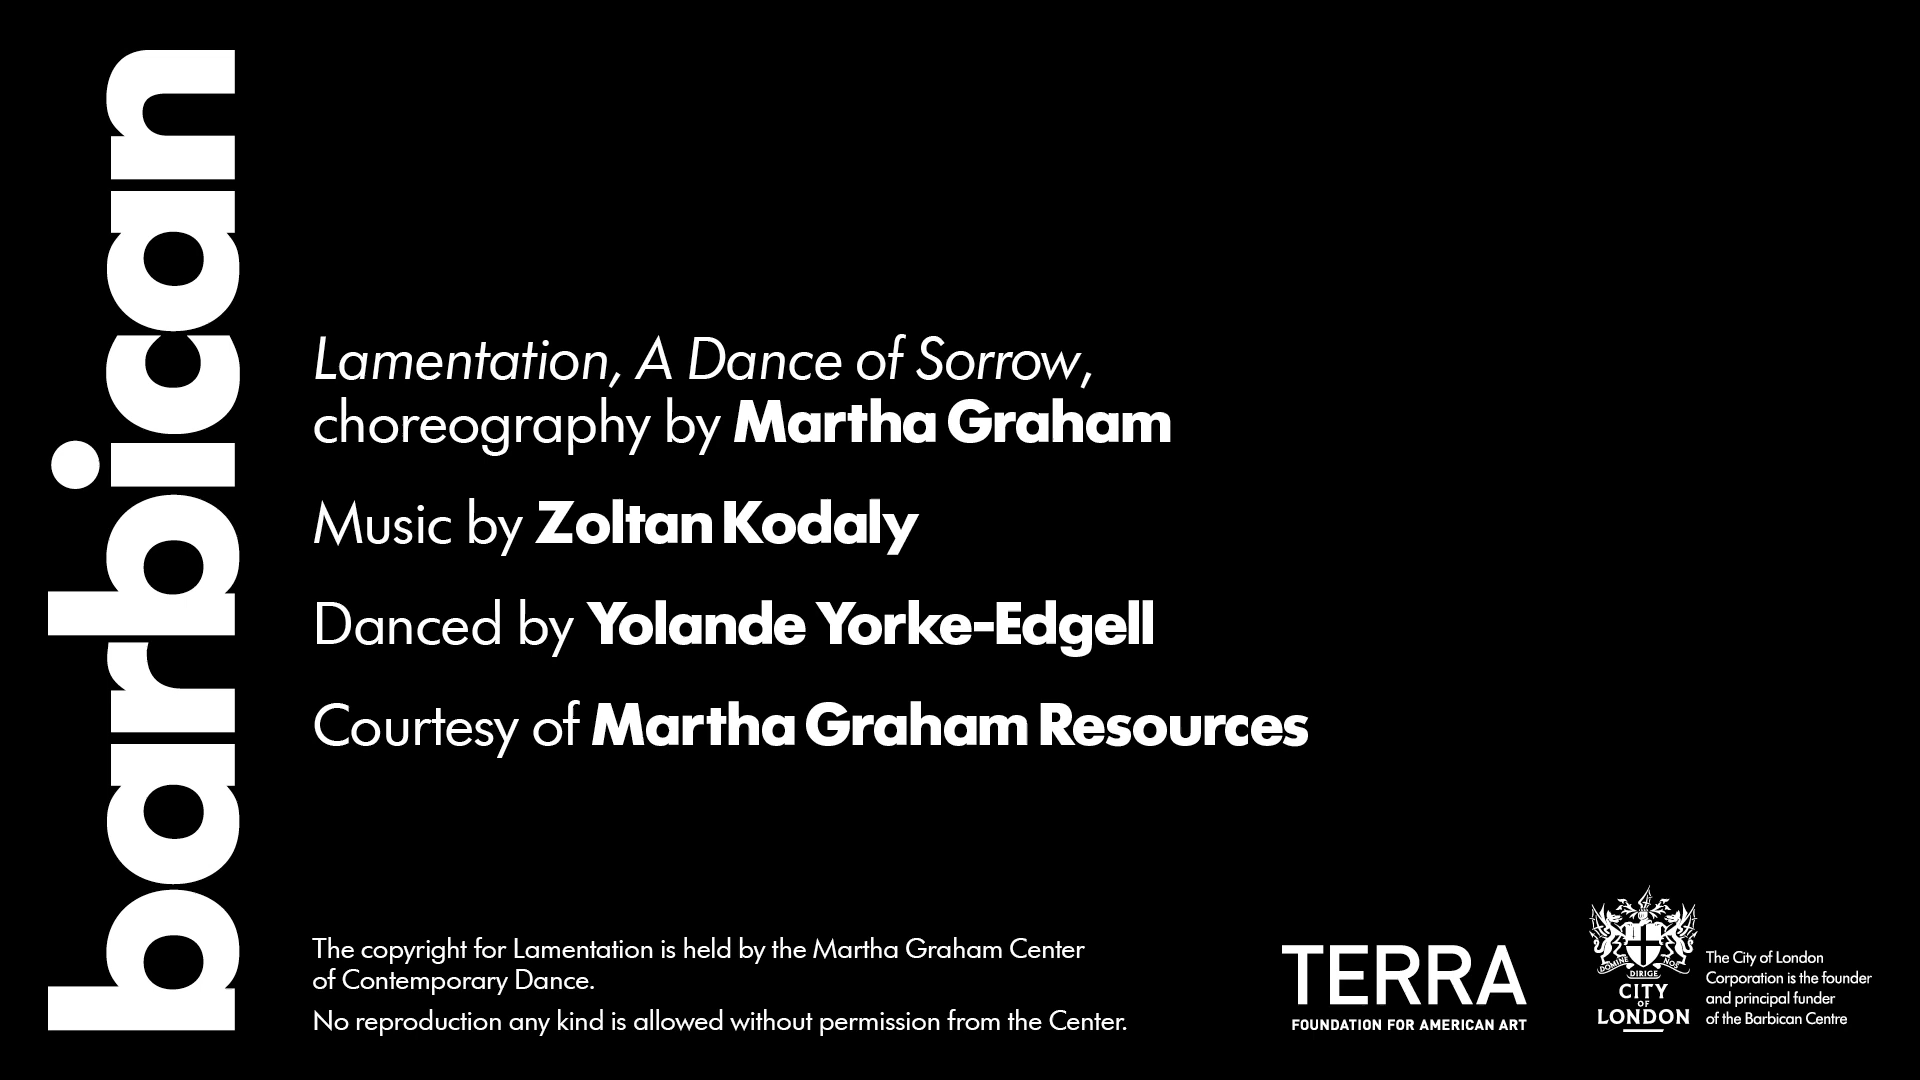 barbican
Lamentation, A Dance of Sorrow,
choreography by Martha Graham
Music by Zoltan Kodaly
Danced by Yolande Yorke-Edgell
Courtesy of Martha Graham Resources
The copyright for Lamentation is held by the Martha Graham Center
of Contemporary Dance.
No reproduction any kind is allowed without permission from the Center.
TERRA
FOUNDATION FOR AMERICAN ART
DOMINE DIRIGE NOS
CITY
OF
LONDON
The City of London
Corporation is the founder
and principal funder
of the Barbican Centre